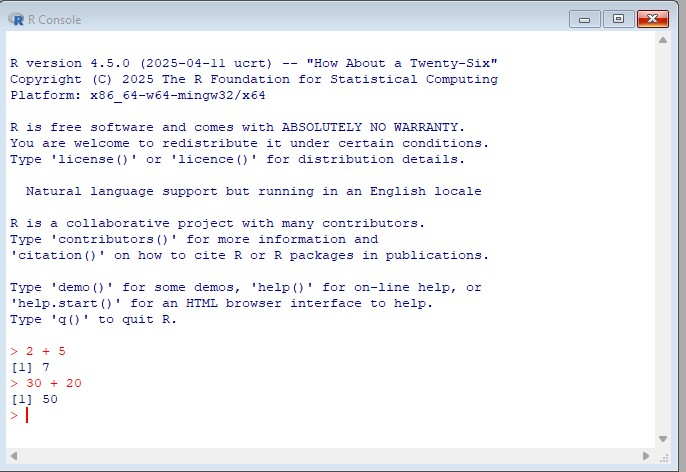 R Console
R version 4.5.0 (2025-04-11 ucrt) -- "How About a Twenty-Six"
Copyright (C) 2025 The R Foundation for Statistical Computing
Platform: x86_64-w64-mingw32/x64
R is free software and comes with ABSOLUTELY NO WARRANTY.
You are welcome to redistribute it under certain conditions.
Type 'license()' or 'licence()' for distribution details.
Natural language support but running in an English locale
R is a collaborative project with many contributors.
Type 'contributors()' for more information and
'citation()' on how to cite R or R packages in publications.
Type 'demo()' for some demos, 'help()' for on-line help, or
'help.start()' for an HTML browser interface to help.
Type 'q()' to quit R.
> 2 + 5
[1] 7
> 30 + 20
[1] 50
>